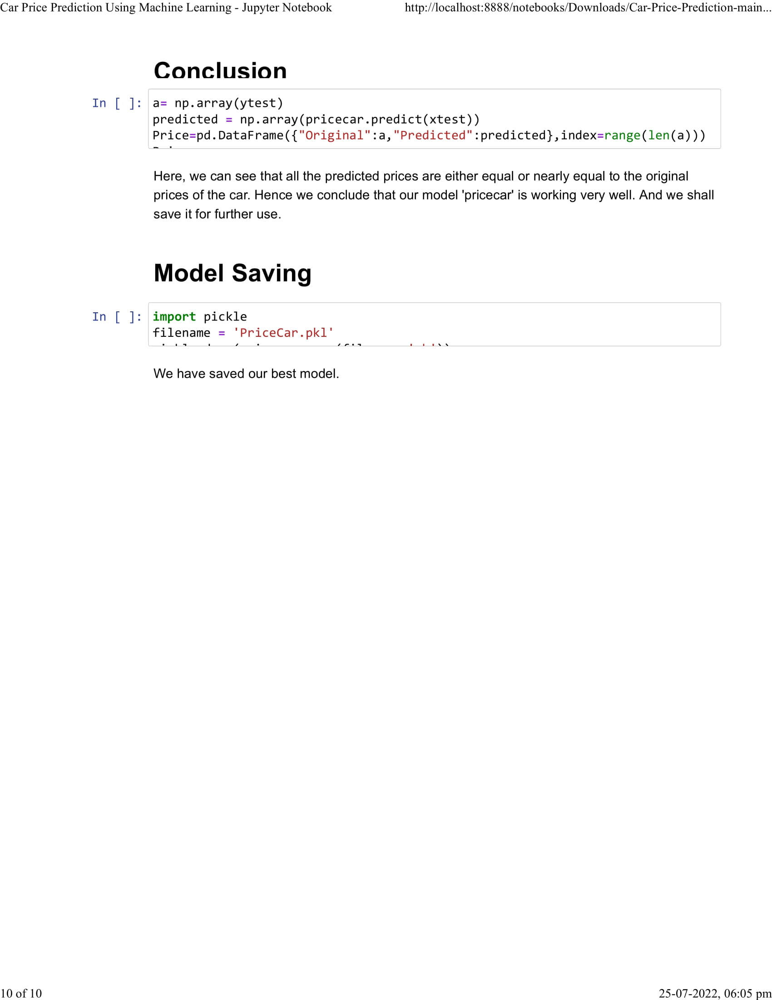 Car Price Prediction Using Machine Learning - Jupyter Notebook
http://localhost:8888/notebooks/Downloads/Car-Price-Prediction-main...
Conclusion
In [ ]:
a= np.array(ytest)
predicted = np.array(pricecar.predict(xtest))
Price=pd.DataFrame({"Original":a,"Predicted":predicted},index=range(len(a)))
Here, we can see that all the predicted prices are either equal or nearly equal to the original
prices of the car. Hence we conclude that our model 'pricecar' is working very well. And we shall
save it for further use.
Model Saving
In [ ]:
import pickle
filename = 'PriceCar.pkl'
We have saved our best model.
10 of 10
25-07-2022, 06:05 pm